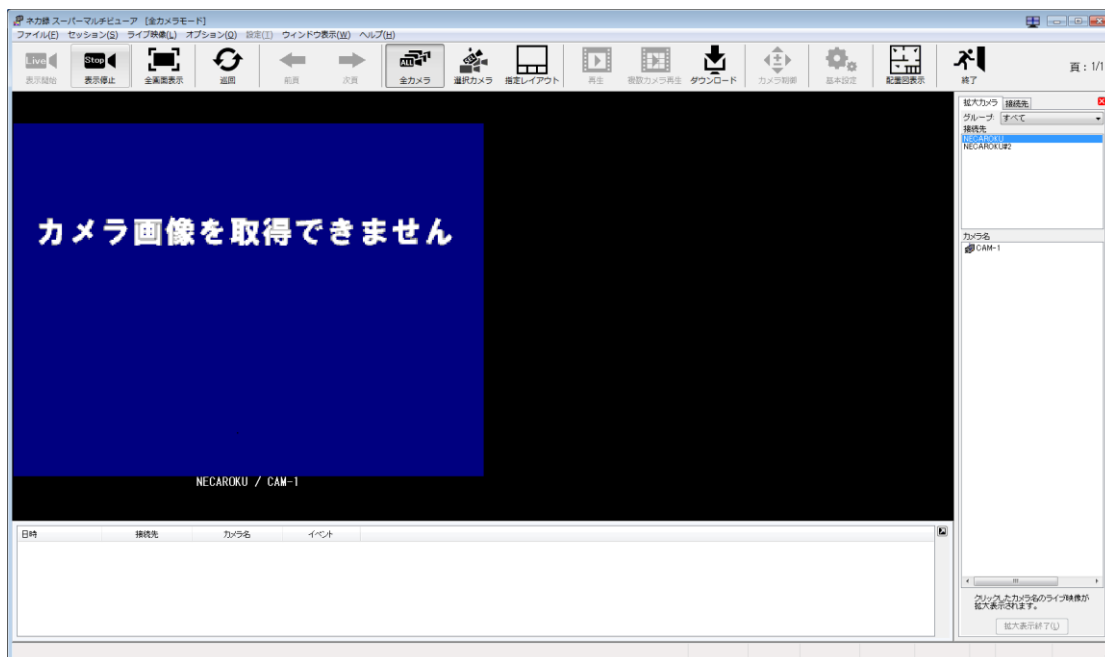 ネカ録 スーパーマルチビューア [全カメラモード]
ファイル(F) セッション(S) ライブ映像(L) オプション(O) 設定(T) ウィンドウ表示(W) ヘルプ(H)
Live Stop ALL
表示開始 表示停止 全画面表示 巡回 前頁 次頁 全カメラ 選択カメラ 指定レイアウト 再生 複数カメラ再生 ダウンロード カメラ制御 基本設定 配置図表示 終了 頁：1/1
拡大カメラ 接続先
グループ: すべて
接続先
NECAROKU
NECAROKU#2
カメラ画像を取得できません
NECAROKU / CAM-1
カメラ名
CAM-1
日時 接続先 カメラ名 イベント
クリックしたカメラ名のライブ映像が
拡大表示されます。
拡大表示終了(L)